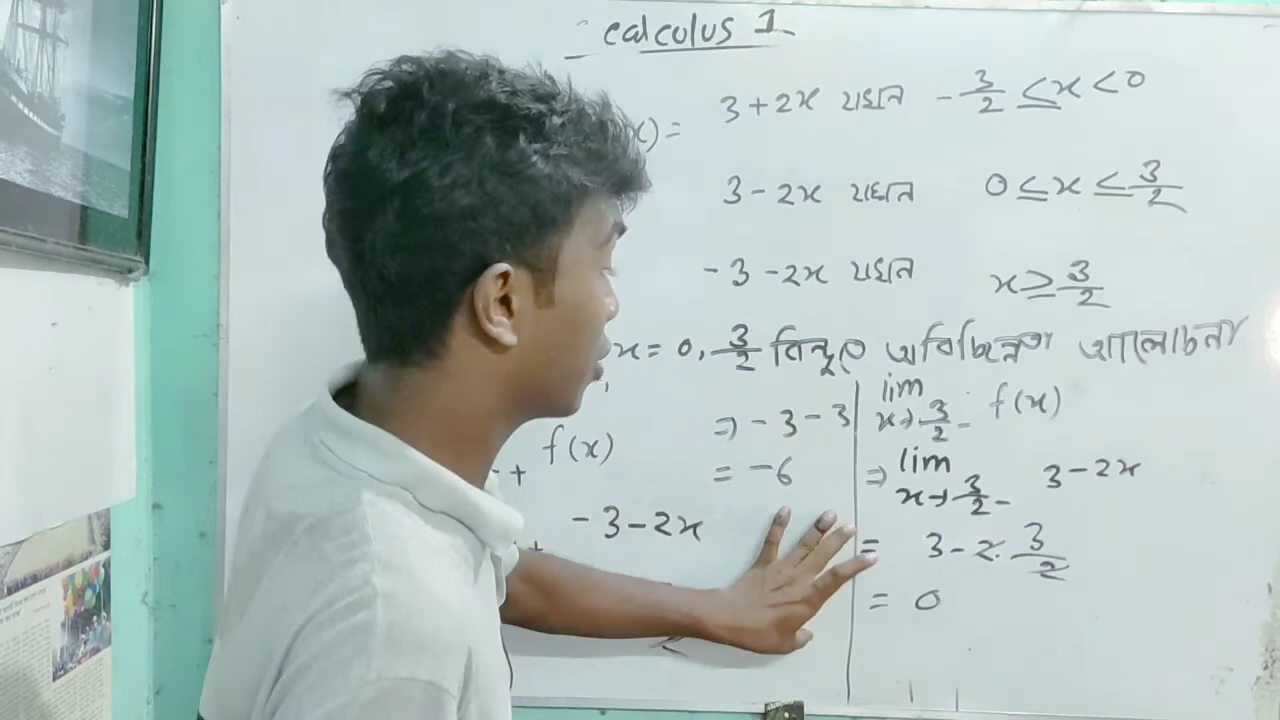 calculus 1
x) =
3 + 2x যখন - 3/2 ≤ x < 0
3 - 2x যখন 0 ≤ x ≤ 3/2
- 3 - 2x যখন x ≥ 3/2
x = 0, 3/2 বিন্দুতে অবিচ্ছিন্নতা আলোচনা
+ f(x)
- 3 - 2x
⇒ - 3 - 3
= - 6
lim x→3/2- f(x)
⇒ lim x→3/2- 3 - 2x
= 3 - 2. 3/2
= 0